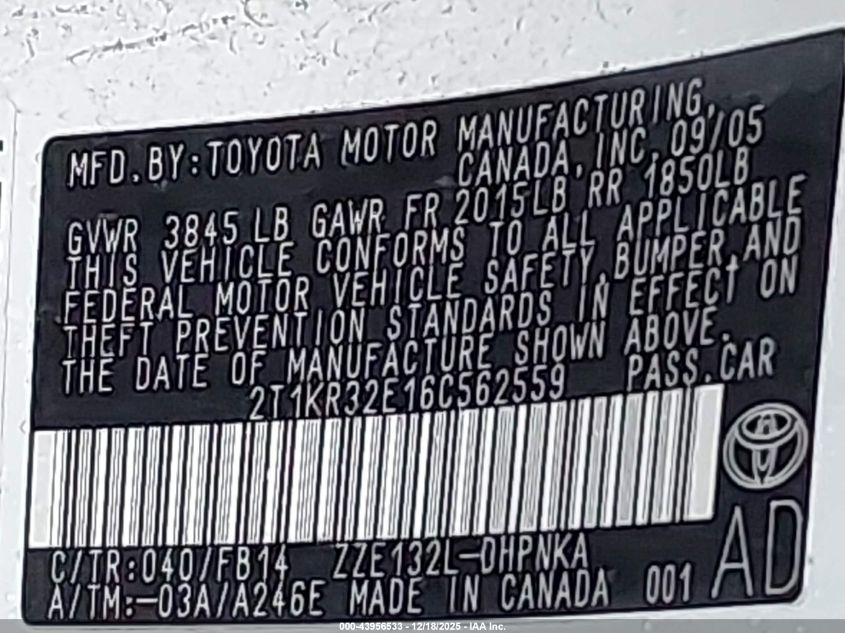 MFD.BY:TOYOTA MOTOR MANUFACTURING,
CANADA, INC. 09/05
GVWR 3845 LB GAWR FR 2015LB RR 1850LB
THIS VEHICLE CONFORMS TO ALL APPLICABLE
FEDERAL MOTOR VEHICLE SAFETY,BUMPER,AND
THEFT PREVENTION STANDARDS IN EFFECT ON
THE DATE OF MANUFACTURE SHOWN ABOVE.
2T1KR32E16C562559 PASS.CAR
C/TR:040/FB14 ZZE132L-DHPNKA
A/TM:-03A/A246E MADE IN CANADA 001 AD
000-43956533 - 12/18/2025 - IAA Inc.